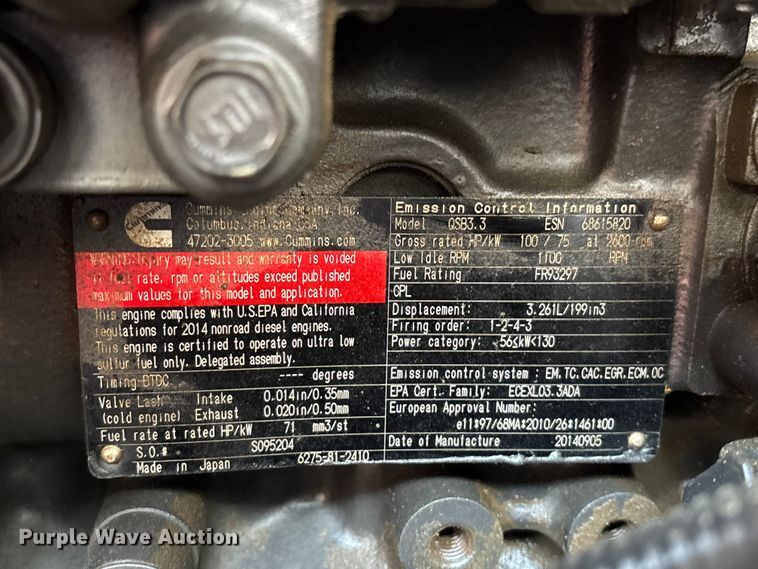 Cummins
Cummins Engine Company, Inc.
Columbus, Indiana USA
47202-3005 www.Cummins.com
WARNING: Injury may result and warranty is voided
if fuel rate, rpm or altitudes exceed published
maximum values for this model and application.
This engine complies with U.S.EPA and California
regulations for 2014 nonroad diesel engines.
This engine is certified to operate on ultra low
sulfur fuel only. Delegated assembly.
Timing-BTDC ---- degrees
Valve Lash Intake 0.014in/0.35mm
(cold engine) Exhaust 0.020in/0.50mm
Fuel rate at rated HP/kW 71 mm3/st
S.O.# S095204
Made in Japan 6275-81-2410
Emission Control Information
Model QSB3.3 ESN 68615820
Gross rated HP/kW 100 / 75 at 2600 rpm
Low Idle RPM 1100 RPM
Fuel Rating FR93297
CPL
Displacement: 3.261L/199in3
Firing order: 1-2-4-3
Power category: 56≤kW<130
Emission control system : EM.TC.CAC.EGR.ECM.OC
EPA Cert. Family: ECEXL03.3ADA
European Approval Number:
e11*97/68MA*2010/26*1461*00
Date of Manufacture 20140905
Purple Wave Auction